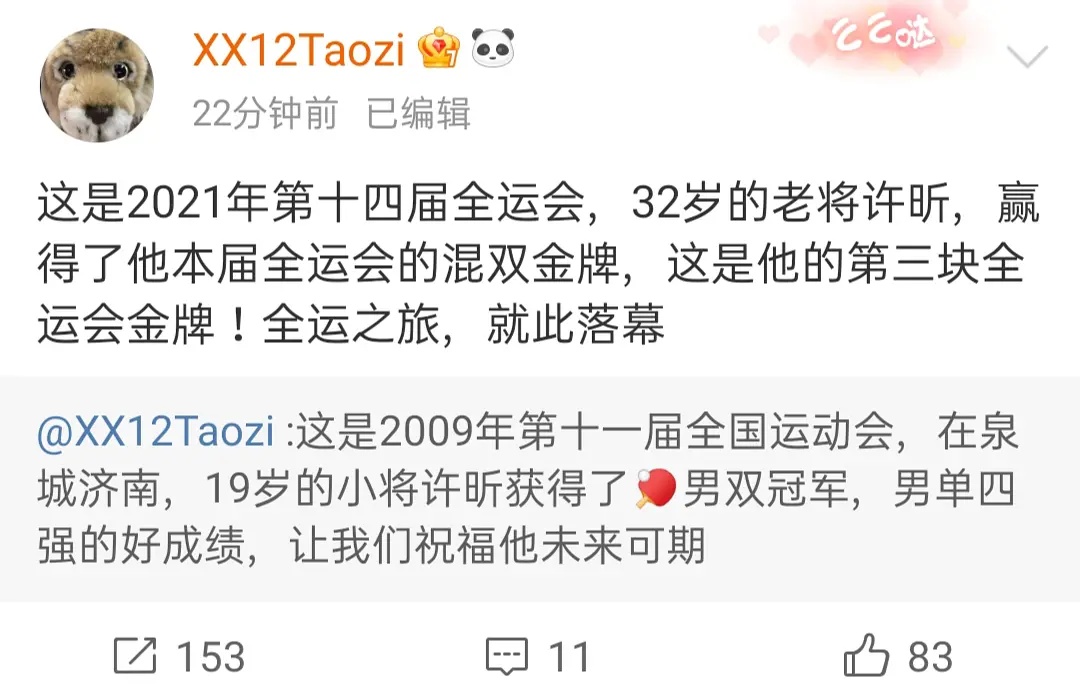 XX12Taozi
么么哒
22分钟前 已编辑
这是2021年第十四届全运会，32岁的老将许昕，赢
得了他本届全运会的混双金牌，这是他的第三块全
运会金牌！全运之旅，就此落幕
@XX12Taozi :这是2009年第十一届全国运动会，在泉
城济南，19岁的小将许昕获得了🏓男双冠军，男单四
强的好成绩，让我们祝福他未来可期
153
11
83